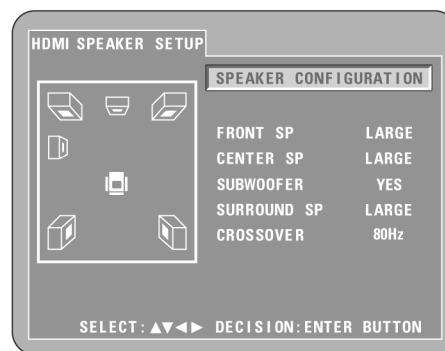 HDMI SPEAKER SETUP
SPEAKER CONFIGURATION
FRONT SP LARGE
CENTER SP LARGE
SUBWOOFER YES
SURROUND SP LARGE
CROSSOVER 80Hz
SELECT:▲▼◀▶ DECISION:ENTER BUTTON